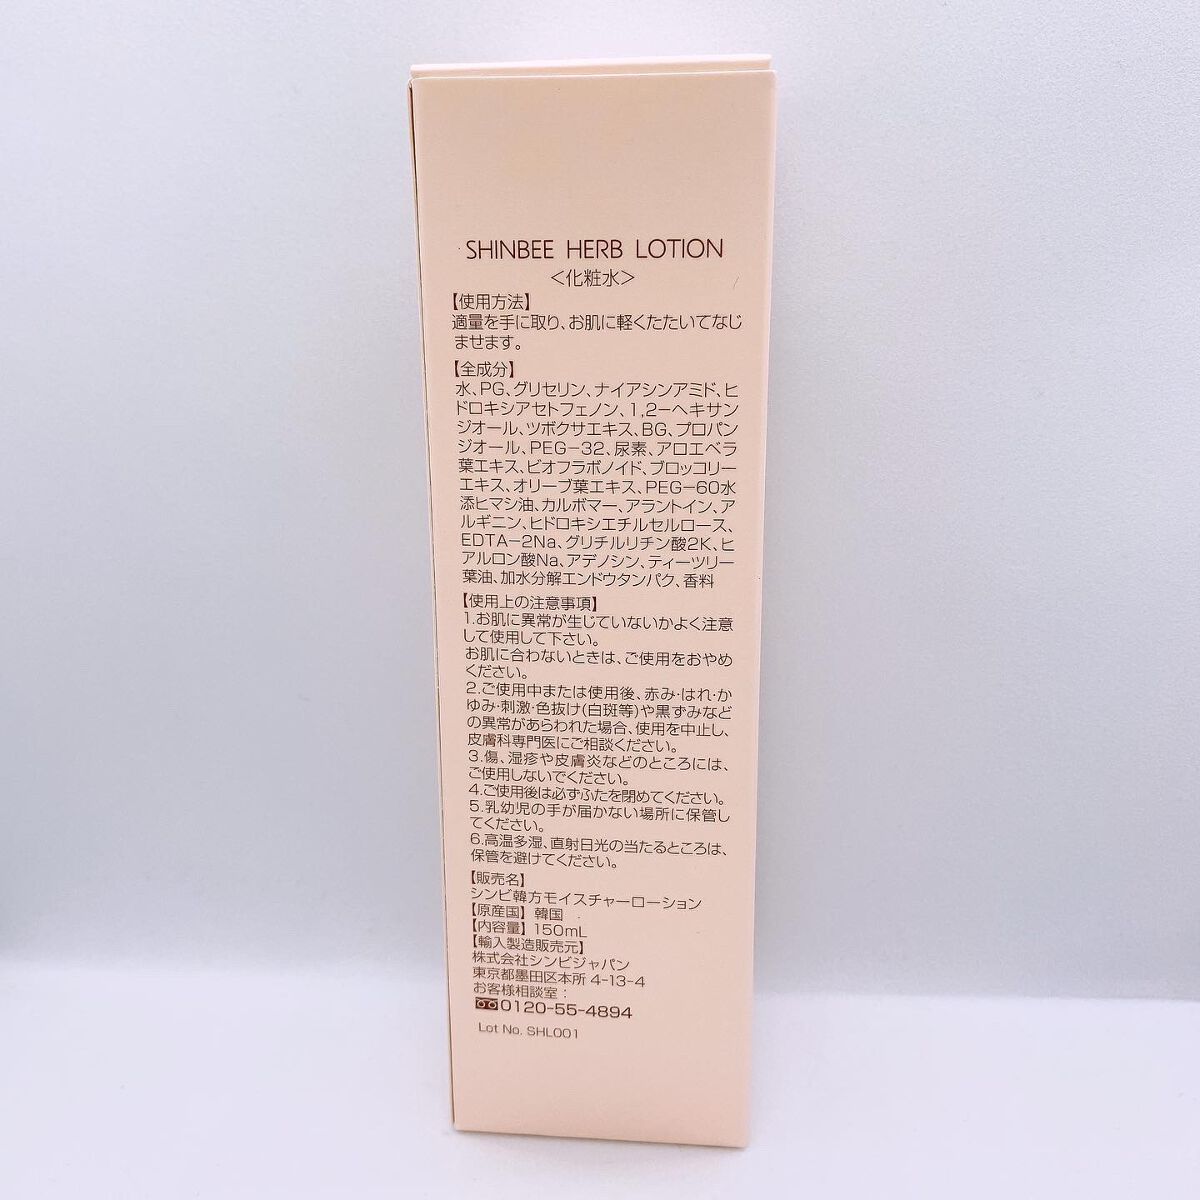 SHINBEE HERB LOTION
＜化粧水＞
【使用方法】
適量を手に取り、お肌に軽くたたいてなじ
ませます。
【全成分】
水、PG、グリセリン、ナイアシンアミド、ヒ
ドロキシアセトフェノン、1,2-ヘキサン
ジオール、ツボクサエキス、BG、プロパン
ジオール、PEG-32、尿素、アロエベラ
葉エキス、ビオフラボノイド、ブロッコリー
エキス、オリーブ葉エキス、PEG-60水
添ヒマシ油、カルボマー、アラントイン、ア
ルギニン、ヒドロキシエチルセルロース、
EDTA-2Na、グリチルリチン酸2K、ヒ
アルロン酸Na、アデノシン、ティーツリー
葉油、加水分解エンドウタンパク、香料
【使用上の注意事項】
1.お肌に異常が生じていないかよく注意
して使用して下さい。
お肌に合わないときは、ご使用をおやめ
ください。
2.ご使用中または使用後、赤み・はれ・か
ゆみ・刺激・色抜け(白斑等)や黒ずみなど
の異常があらわれた場合、使用を中止し、
皮膚科専門医にご相談ください。
3.傷、湿疹や皮膚炎などのところには、
ご使用しないでください。
4.ご使用後は必ずふたを閉めてください。
5.乳幼児の手が届かない場所に保管し
てください。
6.高温多湿、直射日光の当たるところは、
保管を避けてください。
【販売名】
シンビ韓方モイスチャーローション
【原産国】韓国
【内容量】150mL
【輸入製造販売元】
株式会社シンビジャパン
東京都墨田区本所 4-13-4
お客様相談室：
0120-55-4894
Lot No. SHL001